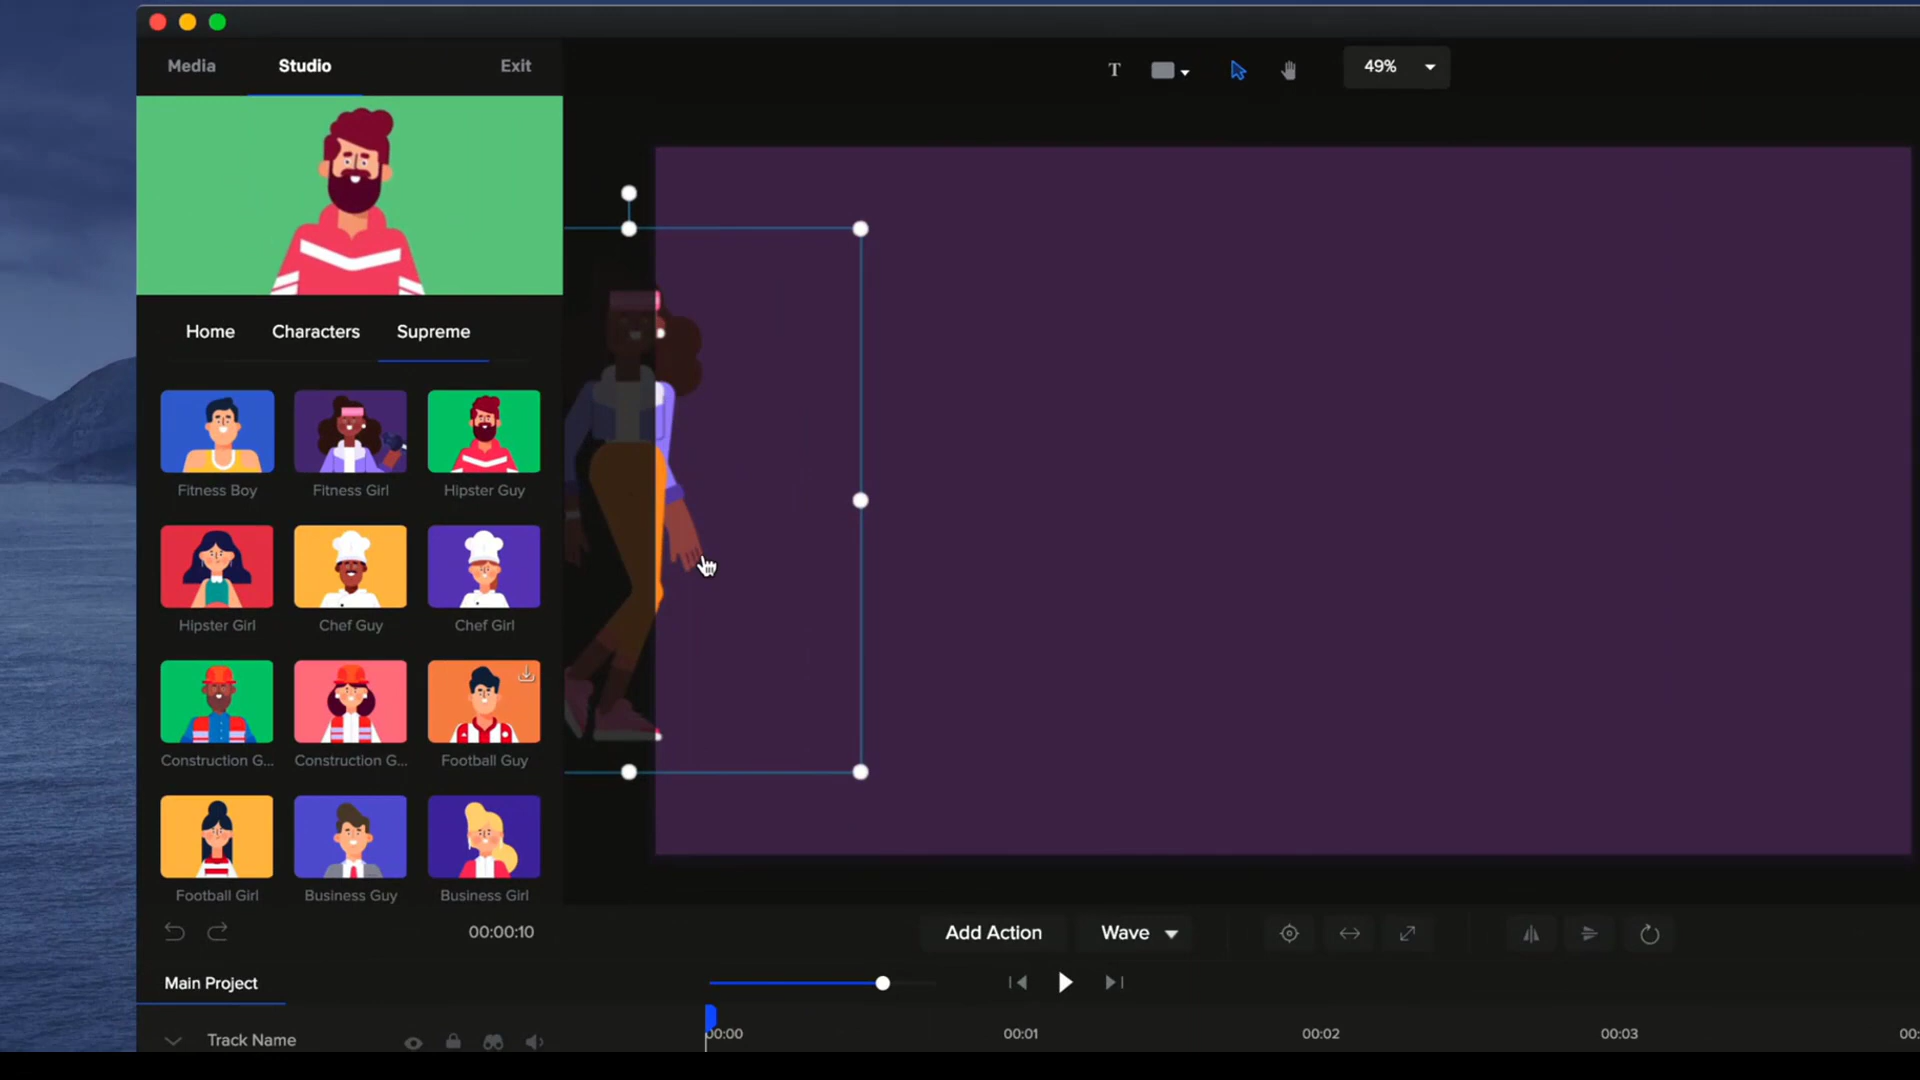 Media Studio Exit
T 49%
Home Characters Supreme
Fitness Boy Fitness Girl Hipster Guy
Hipster Girl Chef Guy Chef Girl
Construction G... Construction G... Football Guy
Football Girl Business Guy Business Girl
00:00:10 Add Action Wave
Main Project
Track Name 00:00 00:01 00:02 00:03 00: